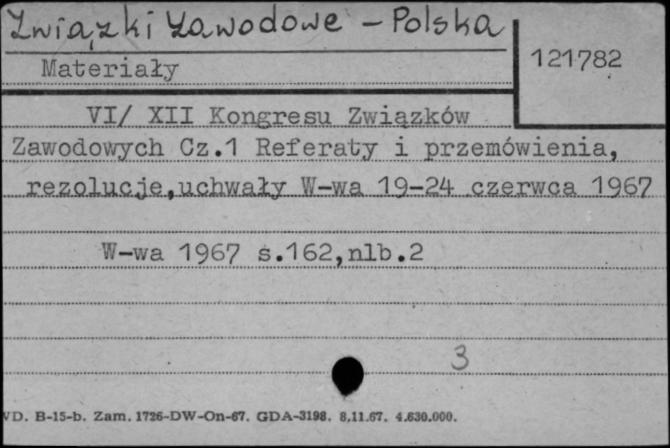 Związki zawodowe - Polska
121782
Materiały
VI/ XII Kongresu Związków
Zawodowych Cz.1 Referaty i przemówienia,
rezolucje,uchwały W-wa 19-24 czerwca 1967
W-wa 1967 s.162,nlb.2
3
VD. B-15-b. Zam. 1726-DW-On-67. GDA-3198. 8.11.67. 4.630.000.